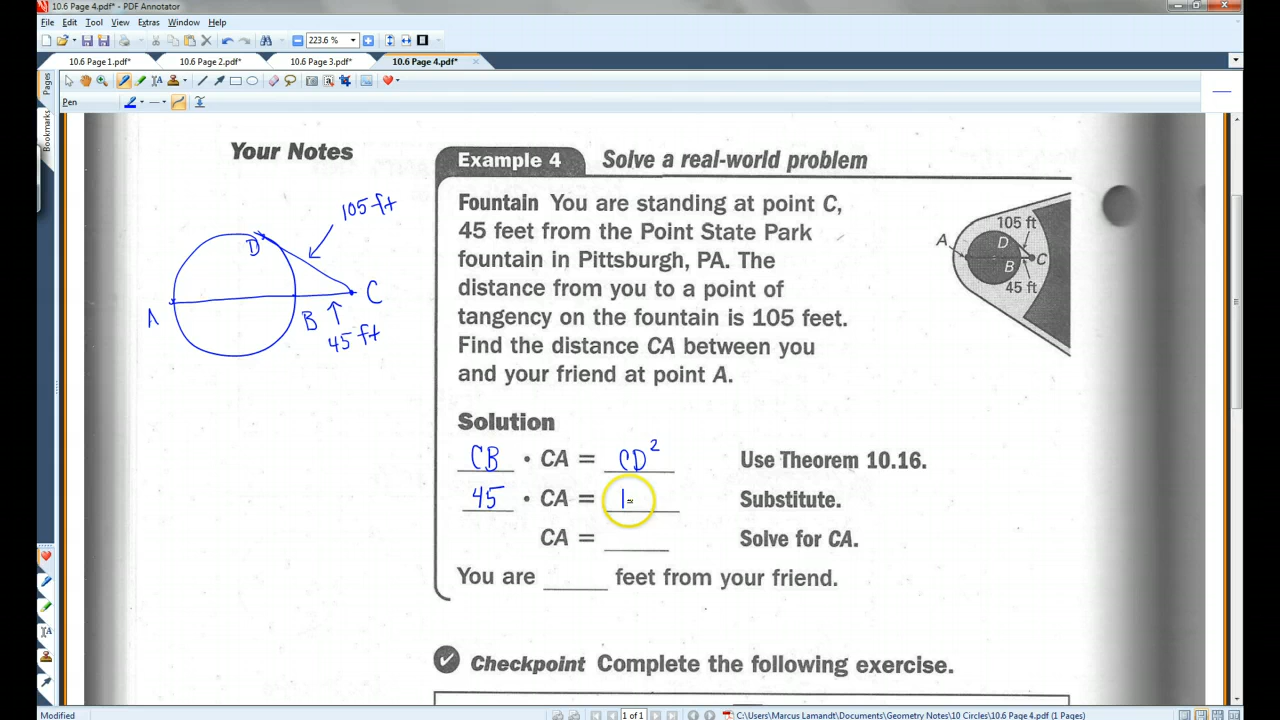 10.6 Page 4.pdf* - PDF Annotator
File Edit Tool View Extras Window Help
223.6%
10.6 Page 1.pdf* 10.6 Page 2.pdf* 10.6 Page 3.pdf* 10.6 Page 4.pdf*
Pen
Pages
Bookmarks
Your Notes
Example 4 Solve a real-world problem
105 ft
D
A
B
C
45 ft
Fountain You are standing at point C,
45 feet from the Point State Park
fountain in Pittsburgh, PA. The
distance from you to a point of
tangency on the fountain is 105 feet.
Find the distance CA between you
and your friend at point A.
105 ft
A
D
B
C
45 ft
Solution
CB · CA = CD² Use Theorem 10.16.
45 · CA = 1 Substitute.
CA = ____ Solve for CA.
You are ____ feet from your friend.
✓ Checkpoint Complete the following exercise.
Modified
1 of 1
C:\Users\Marcus Lamandt\Documents\Geometry Notes\10 Circles\10.6 Page 4.pdf (1 Pages)